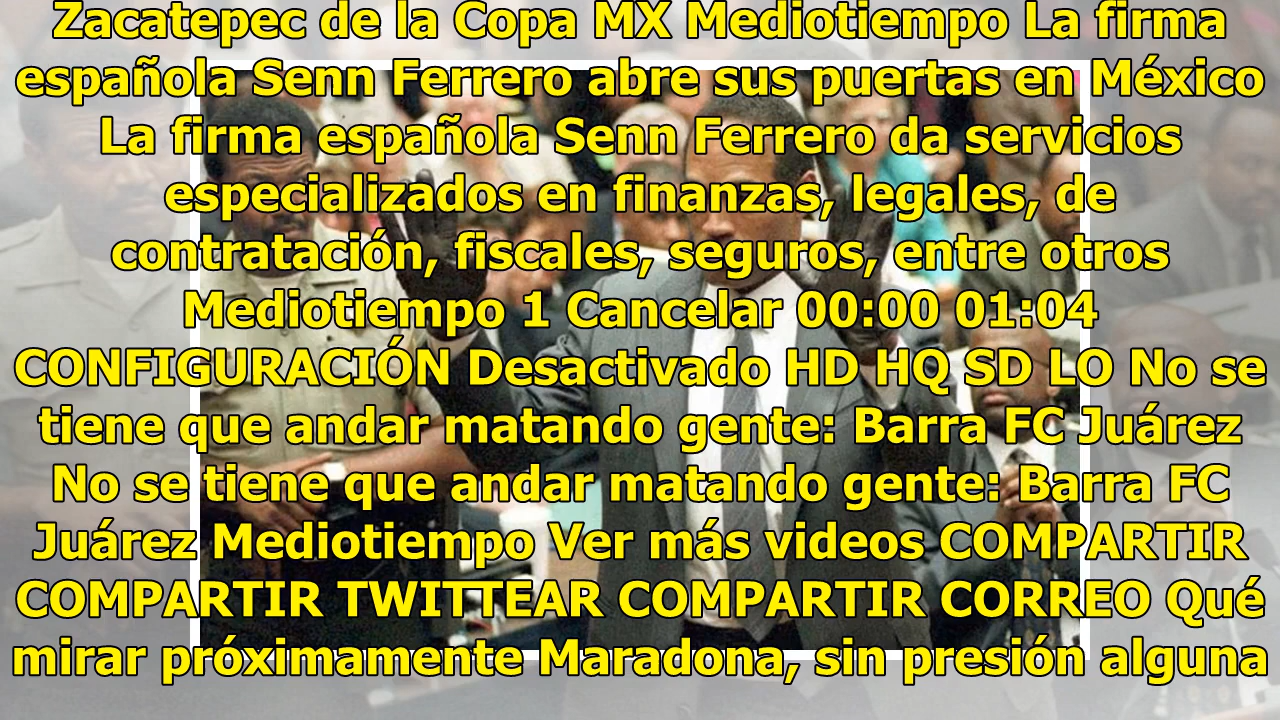 Zacatepec de la Copa MX Mediotiempo La firma
española Senn Ferrero abre sus puertas en México
La firma española Senn Ferrero da servicios
especializados en finanzas, legales, de
contratación, fiscales, seguros, entre otros
Mediotiempo 1 Cancelar 00:00 01:04
CONFIGURACIÓN Desactivado HD HQ SD LO No se
tiene que andar matando gente: Barra FC Juárez
No se tiene que andar matando gente: Barra FC
Juárez Mediotiempo Ver más videos COMPARTIR
COMPARTIR TWITTEAR COMPARTIR CORREO Qué
mirar próximamente Maradona, sin presión alguna